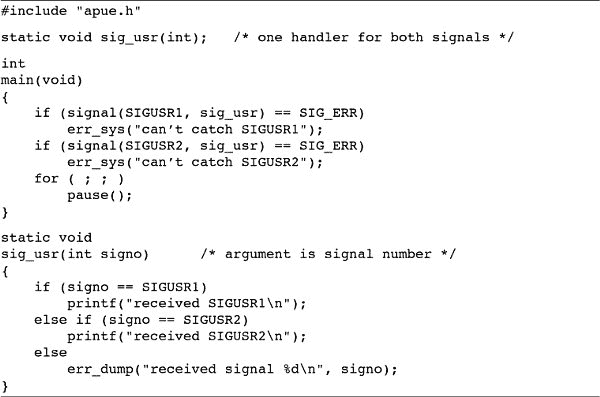 #include "apue.h"
static void sig_usr(int);   /* one handler for both signals */
int
main(void)
{
    if (signal(SIGUSR1, sig_usr) == SIG_ERR)
        err_sys("can't catch SIGUSR1");
    if (signal(SIGUSR2, sig_usr) == SIG_ERR)
        err_sys("can't catch SIGUSR2");
    for ( ; ; )
        pause();
}
static void
sig_usr(int signo)      /* argument is signal number */
{
    if (signo == SIGUSR1)
        printf("received SIGUSR1\n");
    else if (signo == SIGUSR2)
        printf("received SIGUSR2\n");
    else
        err_dump("received signal %d\n", signo);
}